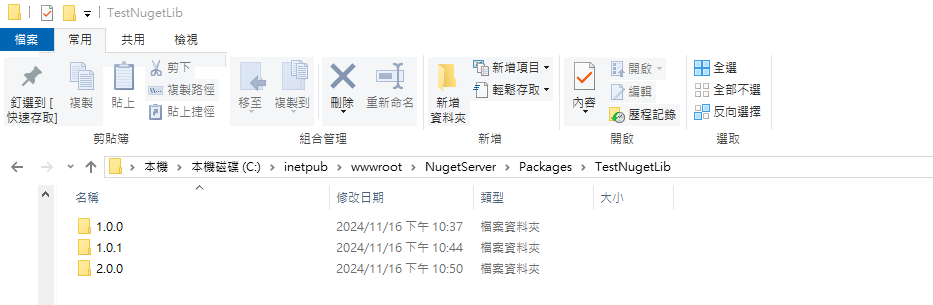 TestNugetLib
檔案 常用 共用 檢視
釘選到 [快速存取]
複製
貼上
剪下
複製路徑
貼上捷徑
剪貼簿
移至
複製到
刪除
重新命名
組合管理
新增資料夾
新增項目
輕鬆存取
新增
內容
開啟
編輯
歷程記錄
開啟
全選
全部不選
反向選擇
選取
本機 > 本機磁碟 (C:) > inetpub > wwwroot > NugetServer > Packages > TestNugetLib
名稱 修改日期 類型 大小
1.0.0 2024/11/16 下午 10:37 檔案資料夾
1.0.1 2024/11/16 下午 10:44 檔案資料夾
2.0.0 2024/11/16 下午 10:50 檔案資料夾